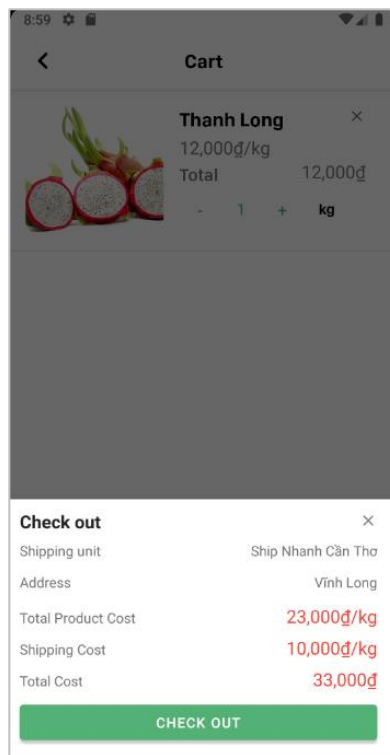 8:59
Cart
Thanh Long
12,000₫/kg
Total 12,000₫
- 1 + kg
Check out
Shipping unit Ship Nhanh Cần Thơ
Address Vĩnh Long
Total Product Cost 23,000₫/kg
Shipping Cost 10,000₫/kg
Total Cost 33,000₫
CHECK OUT